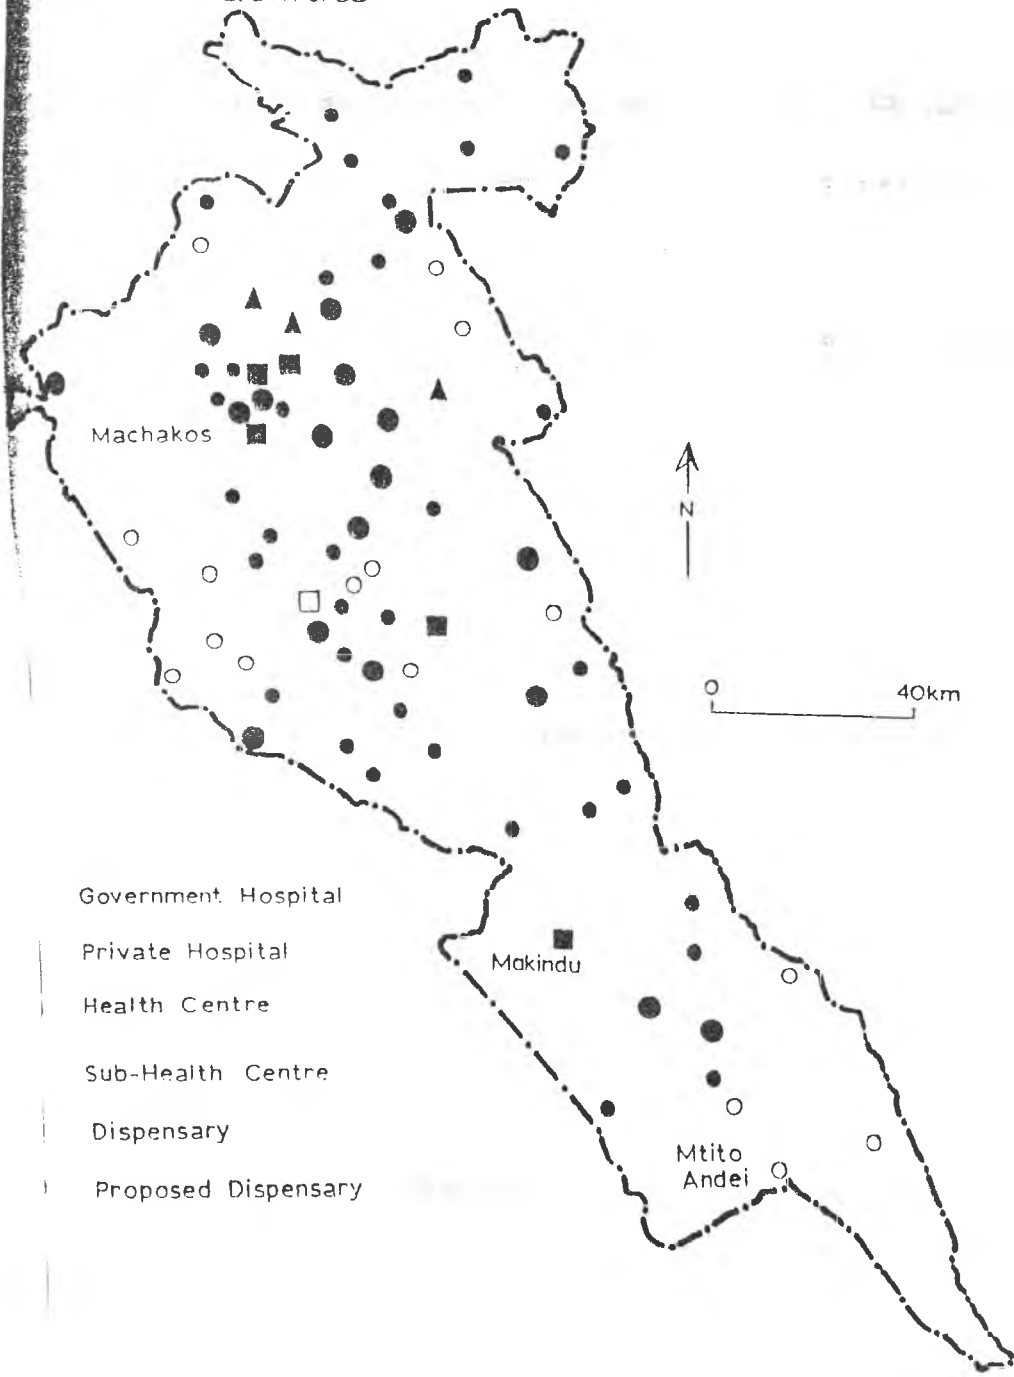 Machakos
N
0 40km
Government Hospital
Makindu
Private Hospital
Health Centre
Sub-Health Centre
Dispensary
Mtito
Andei
Proposed Dispensary